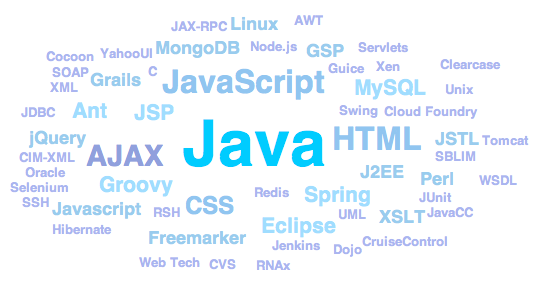 Linux AWT
JAX-RPC
MongoDB Node.js GSP Servlets
Cocoon YahooUI
Guice Xen Clearcase
SOAP Grails C JavaScript
XML MySQL Unix
JDBC Ant JSP Swing Cloud Foundry
jQuery AJAX Java HTML JSTL Tomcat
CIM-XML SBLIM
Oracle J2EE Perl WSDL
Selenium Groovy Redis Spring JUnit
SSH Javascript RSH CSS UML XSLT JavaCC
Hibernate Freemarker Eclipse CruiseControl
Jenkins Dojo
Web Tech CVS RNAx